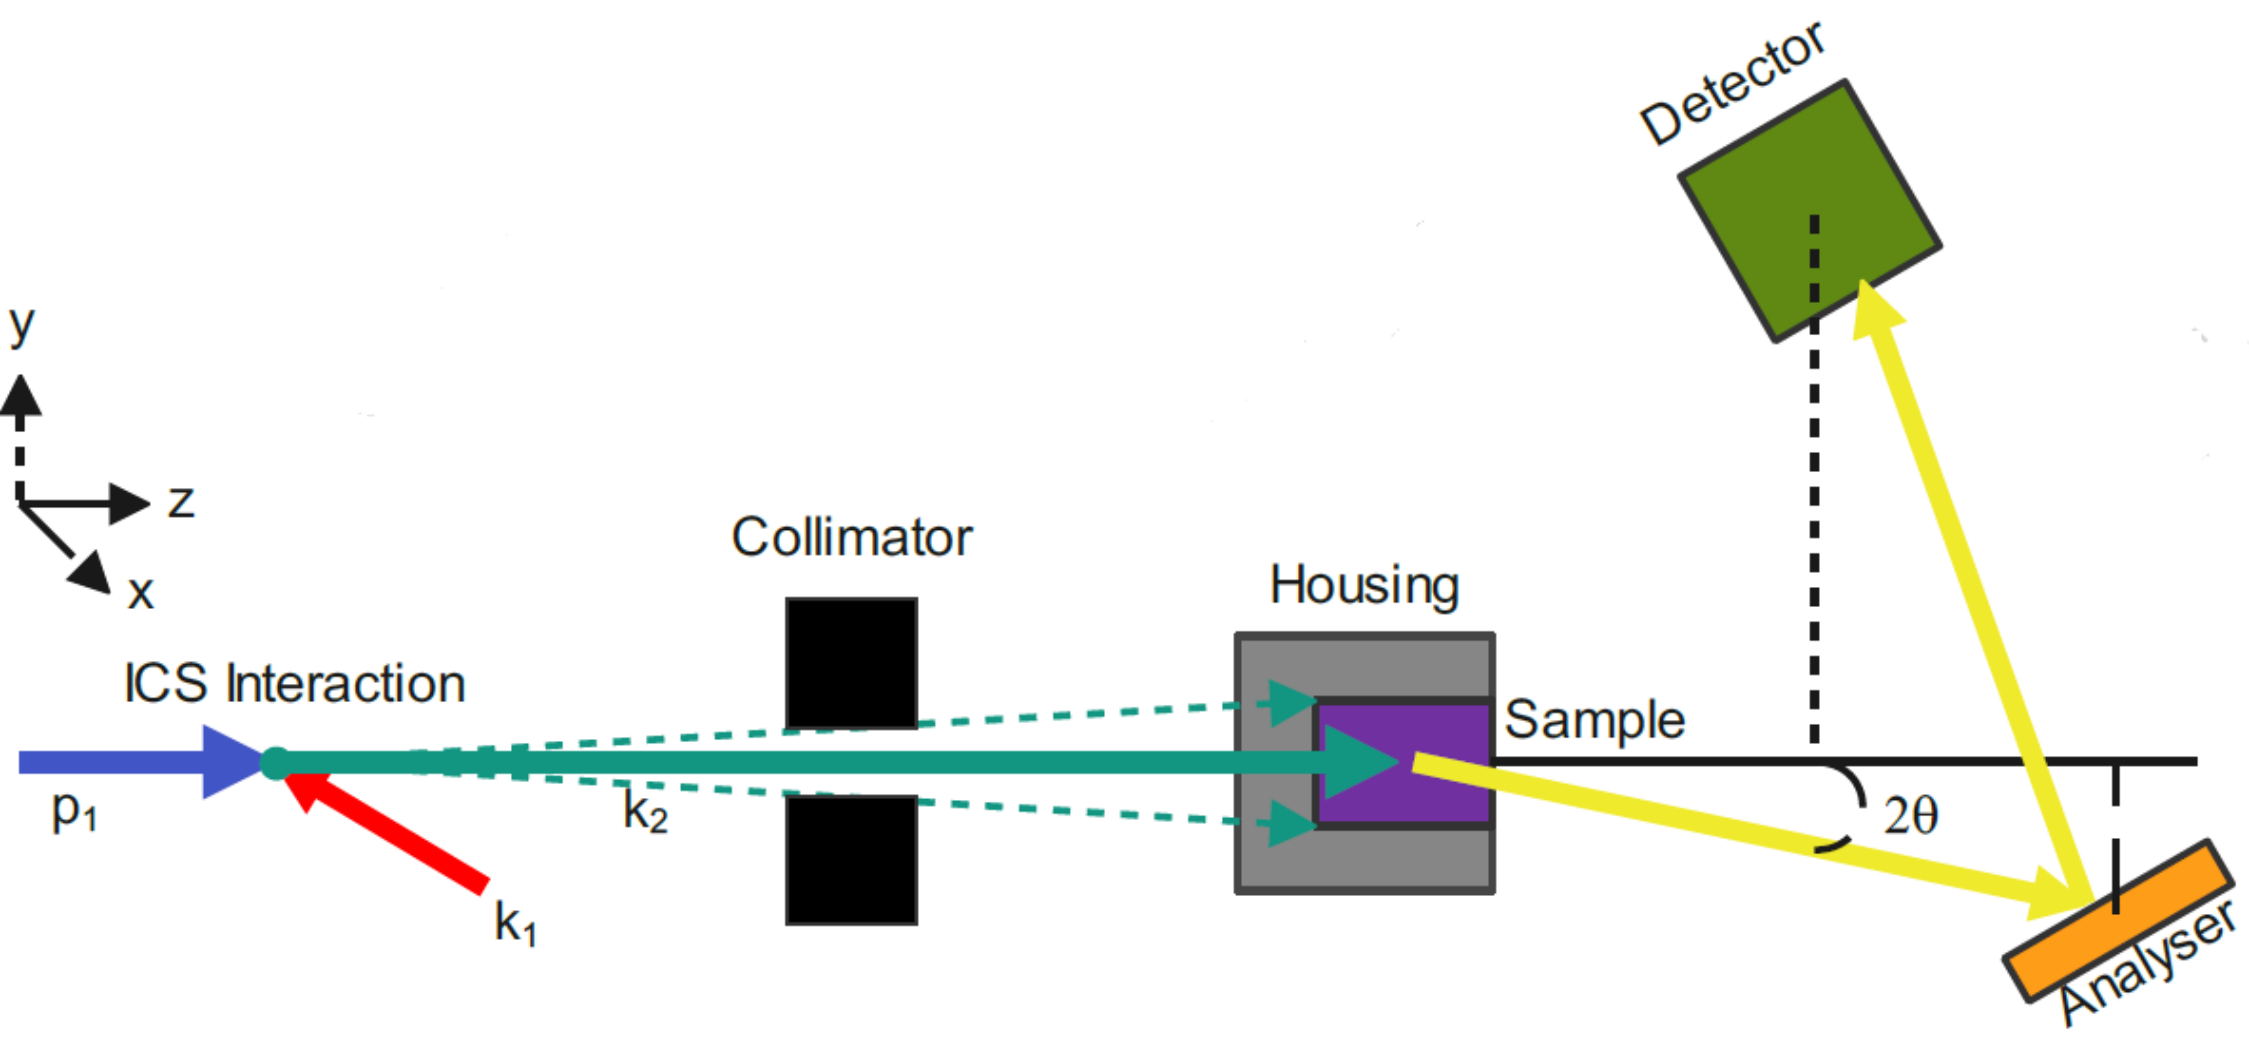 Detector
y
z
x
Collimator
Housing
ICS Interaction
Sample
p₁
k₂
2θ
k₁
Analyser